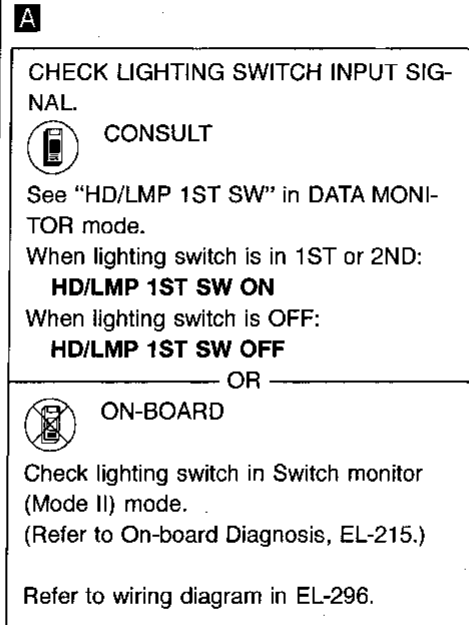 A
CHECK LIGHTING SWITCH INPUT SIG-
NAL.
CONSULT
See "HD/LMP 1ST SW" in DATA MONI-
TOR mode.
When lighting switch is in 1ST or 2ND:
HD/LMP 1ST SW ON
When lighting switch is OFF:
HD/LMP 1ST SW OFF
OR
ON-BOARD
Check lighting switch in Switch monitor
(Mode II) mode.
(Refer to On-board Diagnosis, EL-215.)
Refer to wiring diagram in EL-296.